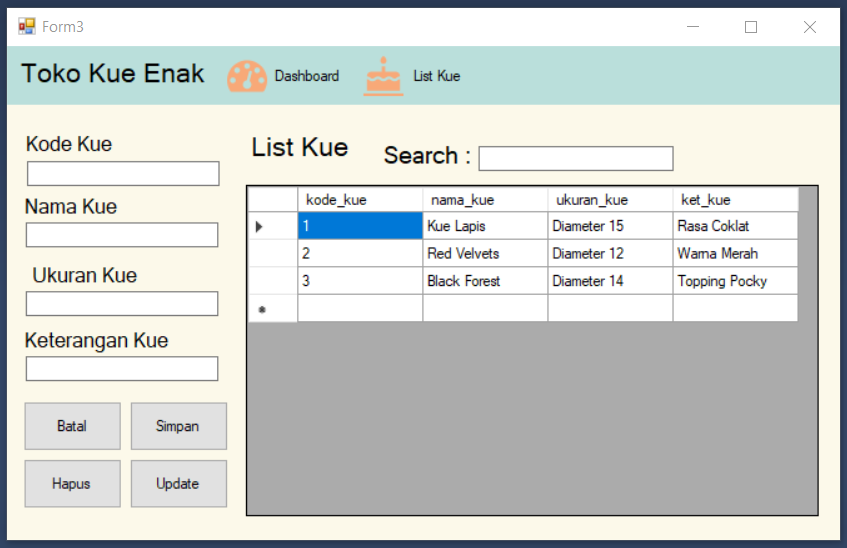 Form3
Toko Kue Enak Dashboard List Kue
Kode Kue
Nama Kue
Ukuran Kue
Keterangan Kue
Batal Simpan
Hapus Update
List Kue Search :
kode_kue nama_kue ukuran_kue ket_kue
1 Kue Lapis Diameter 15 Rasa Coklat
2 Red Velvets Diameter 12 Warna Merah
3 Black Forest Diameter 14 Topping Pocky